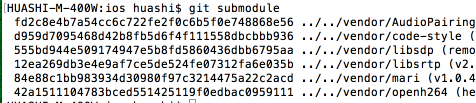 HUASHI-M-400W:ios huashi$ git submodule
fd2c8e4b7a54cc6c722fe2f0c6b5f0e748868e56 ../../vendor/AudioPairing
d959d7095468d42b8fb5d6f4f111558dbcbbb936 ../../vendor/code-style (
555bd944e509174947e5b8fd5860436dbb6795aa ../../vendor/libsdp (remo
12ea269db3e4e9af7ce5de524fe07312fa6e035b ../../vendor/libsrtp (v2.
84e88c1bb983934d30980f97c3214475a22c2acd ../../vendor/mari (v1.0.4
42a1511104783bced551425119f0edbac0959111 ../../vendor/openh264 (he